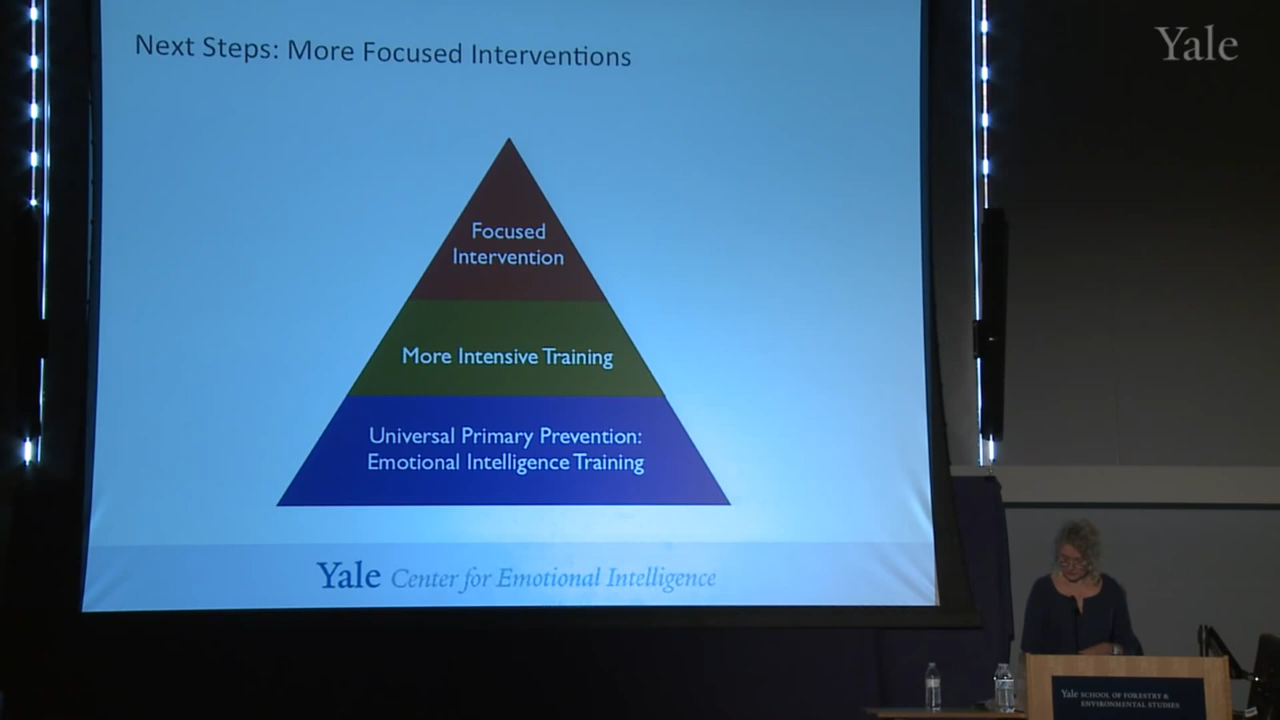 Next Steps: More Focused Interventions
Yale
Focused
Intervention
More Intensive Training
Universal Primary Prevention:
Emotional Intelligence Training
Yale Center for Emotional Intelligence
Yale SCHOOL OF FORESTRY &
ENVIRONMENTAL STUDIES